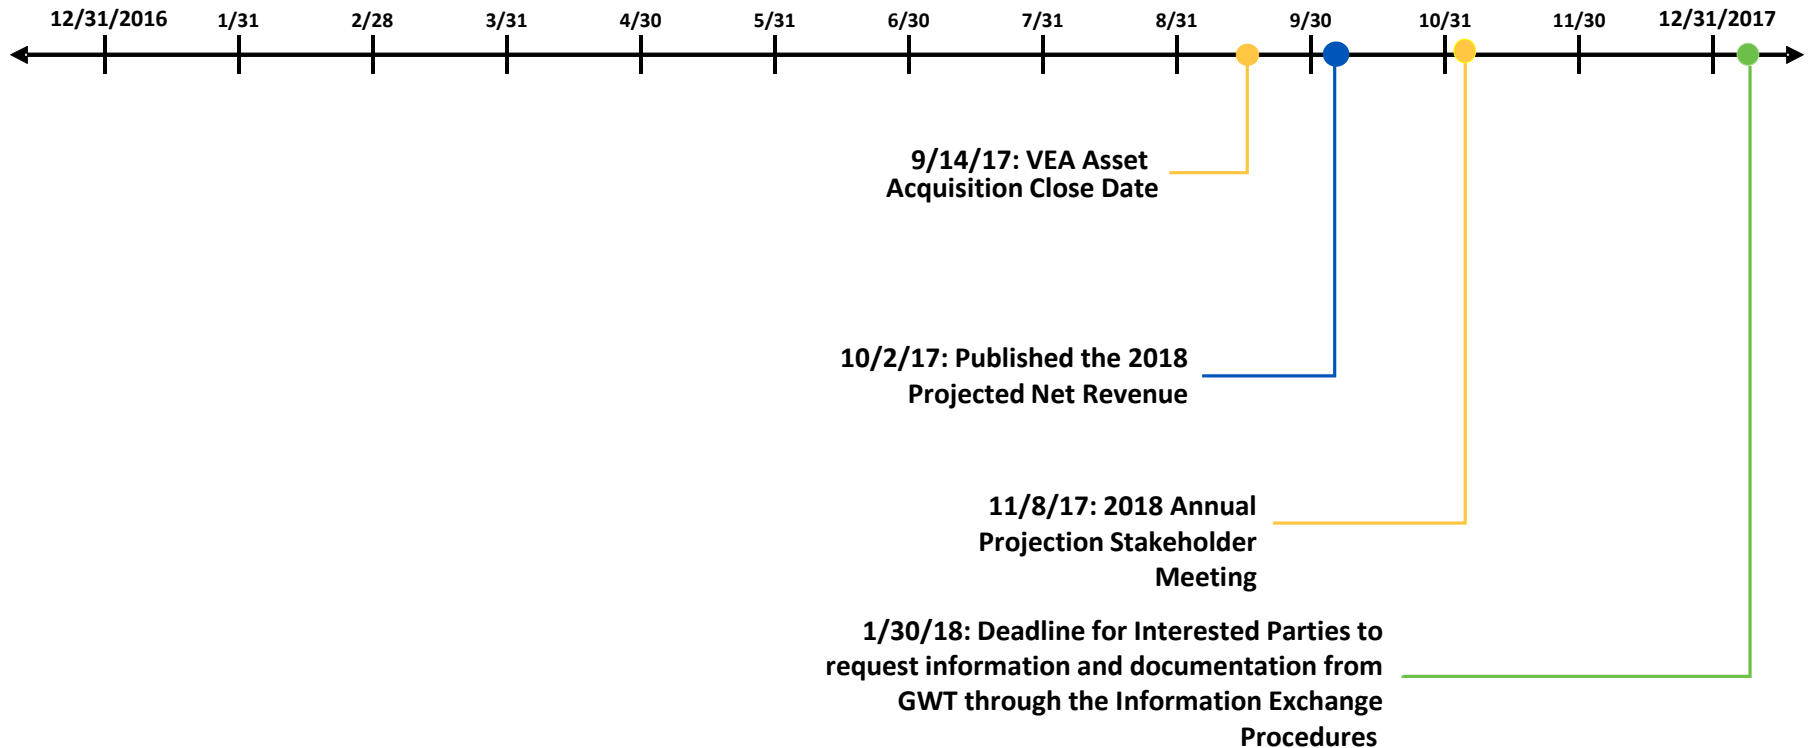 12/31/2016 1/31 2/28 3/31 4/30 5/31 6/30 7/31 8/31 9/30 10/31 11/30 12/31/2017
9/14/17: VEA Asset
Acquisition Close Date
10/2/17: Published the 2018
Projected Net Revenue
11/8/17: 2018 Annual
Projection Stakeholder
Meeting
1/30/18: Deadline for Interested Parties to
request information and documentation from
GWT through the Information Exchange
Procedures